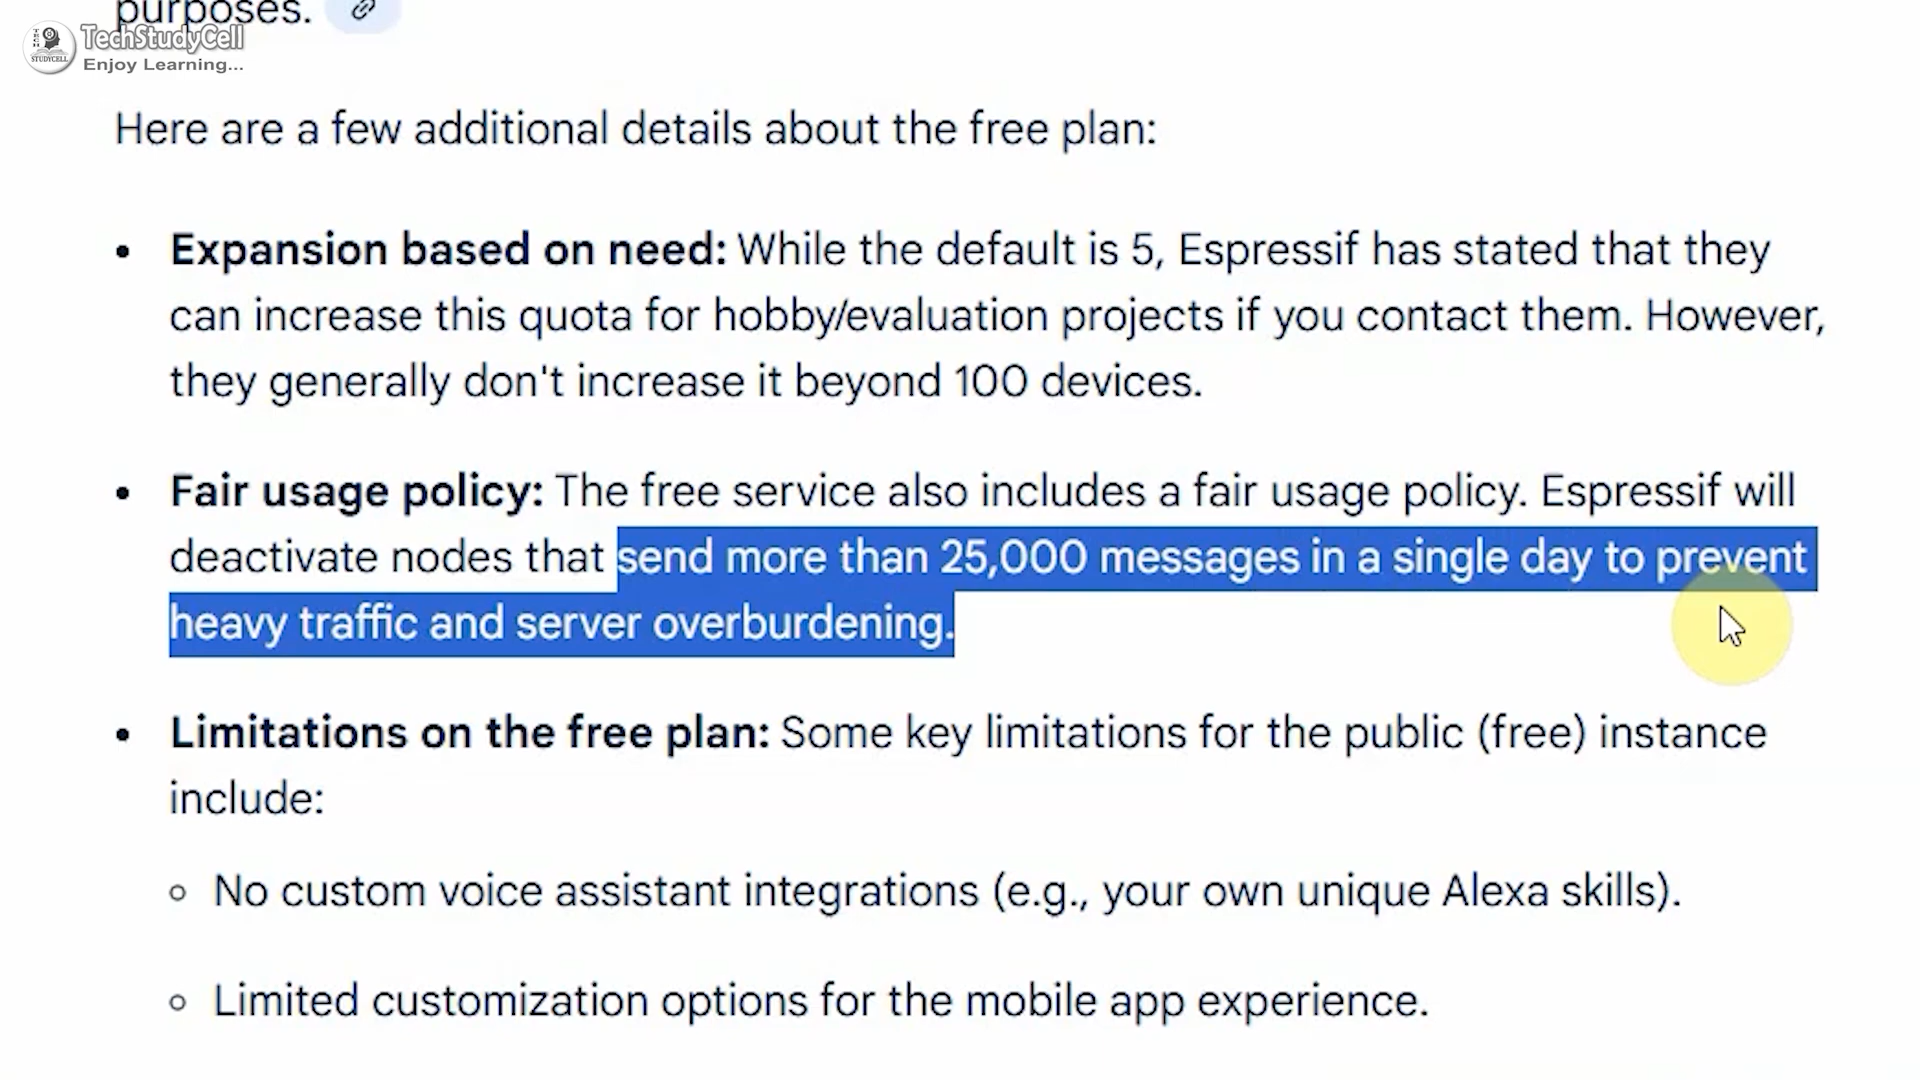 purposes.
TechStudyCell
Enjoy Learning...
TECH
STUDYCELL
Here are a few additional details about the free plan:
• Expansion based on need: While the default is 5, Espressif has stated that they
can increase this quota for hobby/evaluation projects if you contact them. However,
they generally don't increase it beyond 100 devices.
• Fair usage policy: The free service also includes a fair usage policy. Espressif will
deactivate nodes that send more than 25,000 messages in a single day to prevent
heavy traffic and server overburdening.
• Limitations on the free plan: Some key limitations for the public (free) instance
include:
◦ No custom voice assistant integrations (e.g., your own unique Alexa skills).
◦ Limited customization options for the mobile app experience.